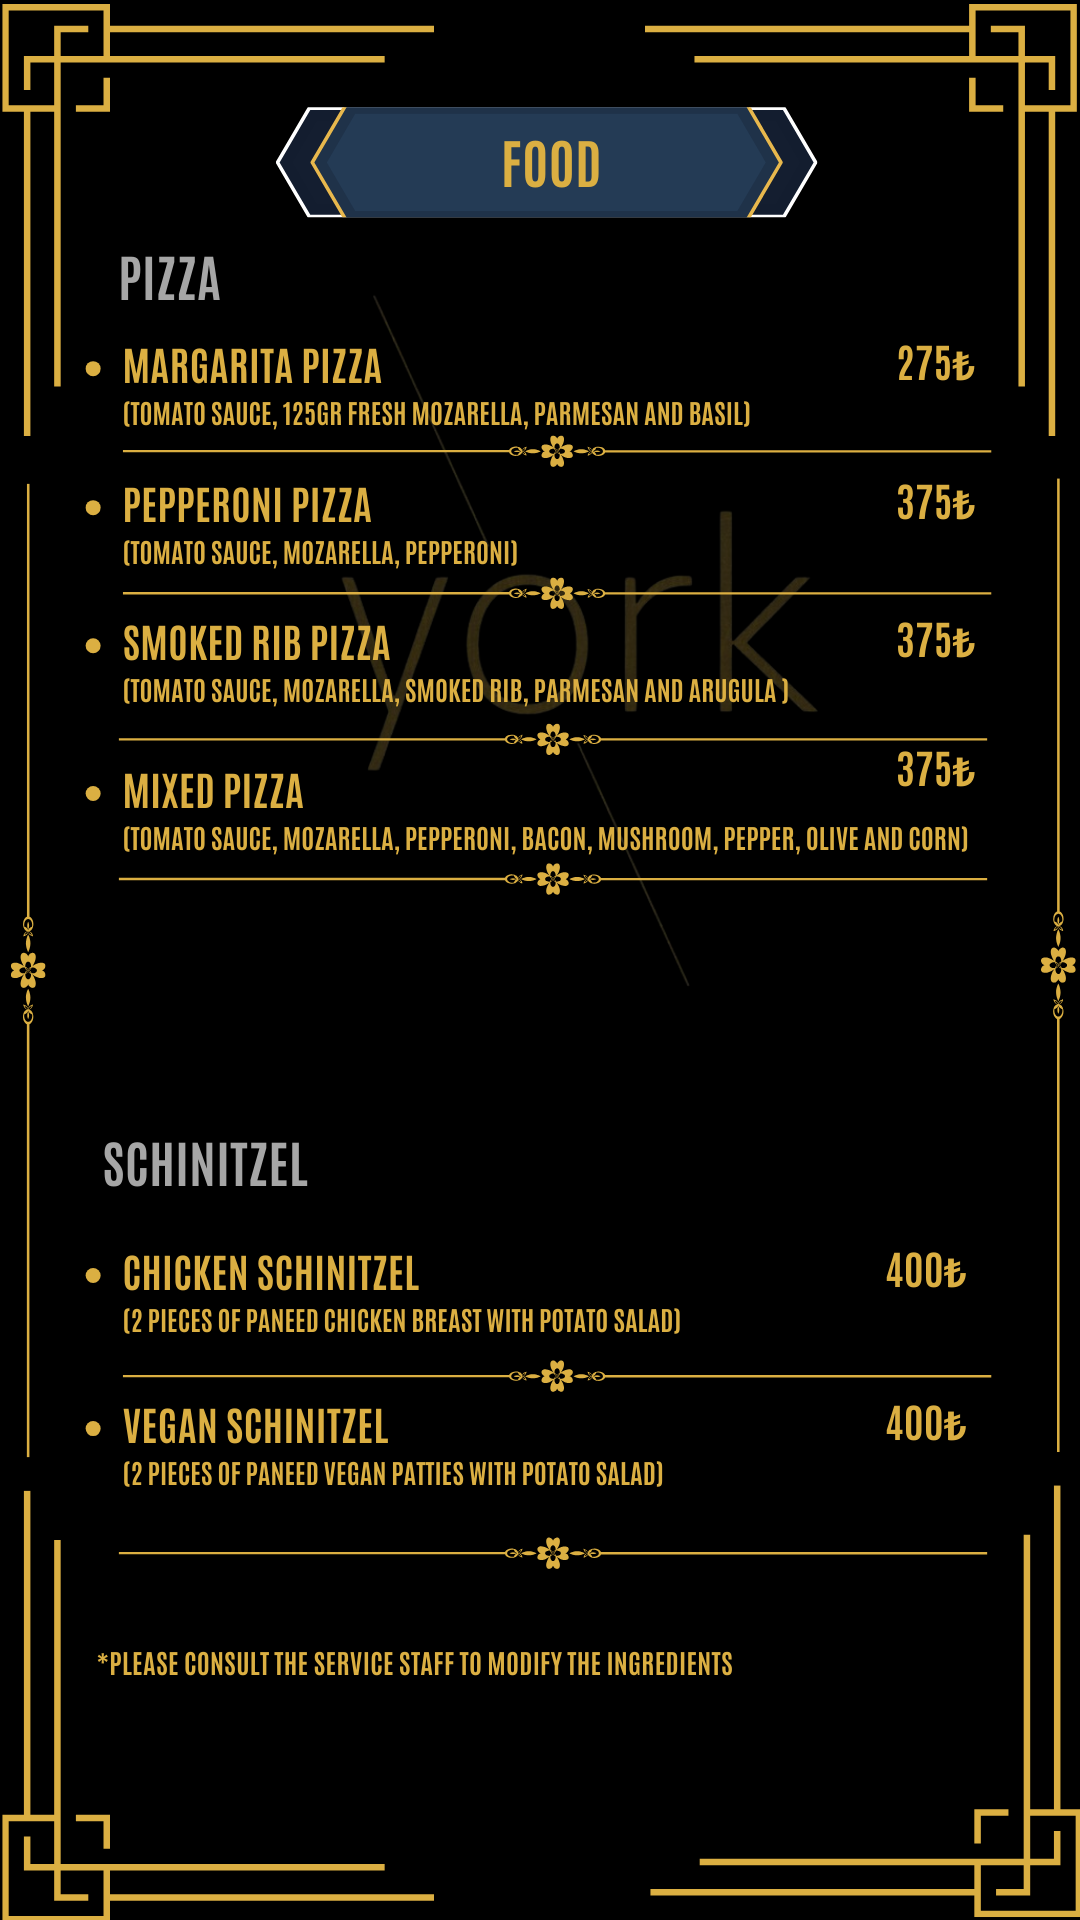 FOOD
PIZZA
• MARGARITA PIZZA 275₺
(TOMATO SAUCE, 125GR FRESH MOZARELLA, PARMESAN AND BASIL)
• PEPPERONI PIZZA 375₺
(TOMATO SAUCE, MOZARELLA, PEPPERONI)
york
• SMOKED RIB PIZZA 375₺
(TOMATO SAUCE, MOZARELLA, SMOKED RIB, PARMESAN AND ARUGULA )
• MIXED PIZZA 375₺
(TOMATO SAUCE, MOZARELLA, PEPPERONI, BACON, MUSHROOM, PEPPER, OLIVE AND CORN)
SCHINITZEL
• CHICKEN SCHINITZEL 400₺
(2 PIECES OF PANEED CHICKEN BREAST WITH POTATO SALAD)
• VEGAN SCHINITZEL 400₺
(2 PIECES OF PANEED VEGAN PATTIES WITH POTATO SALAD)
*PLEASE CONSULT THE SERVICE STAFF TO MODIFY THE INGREDIENTS